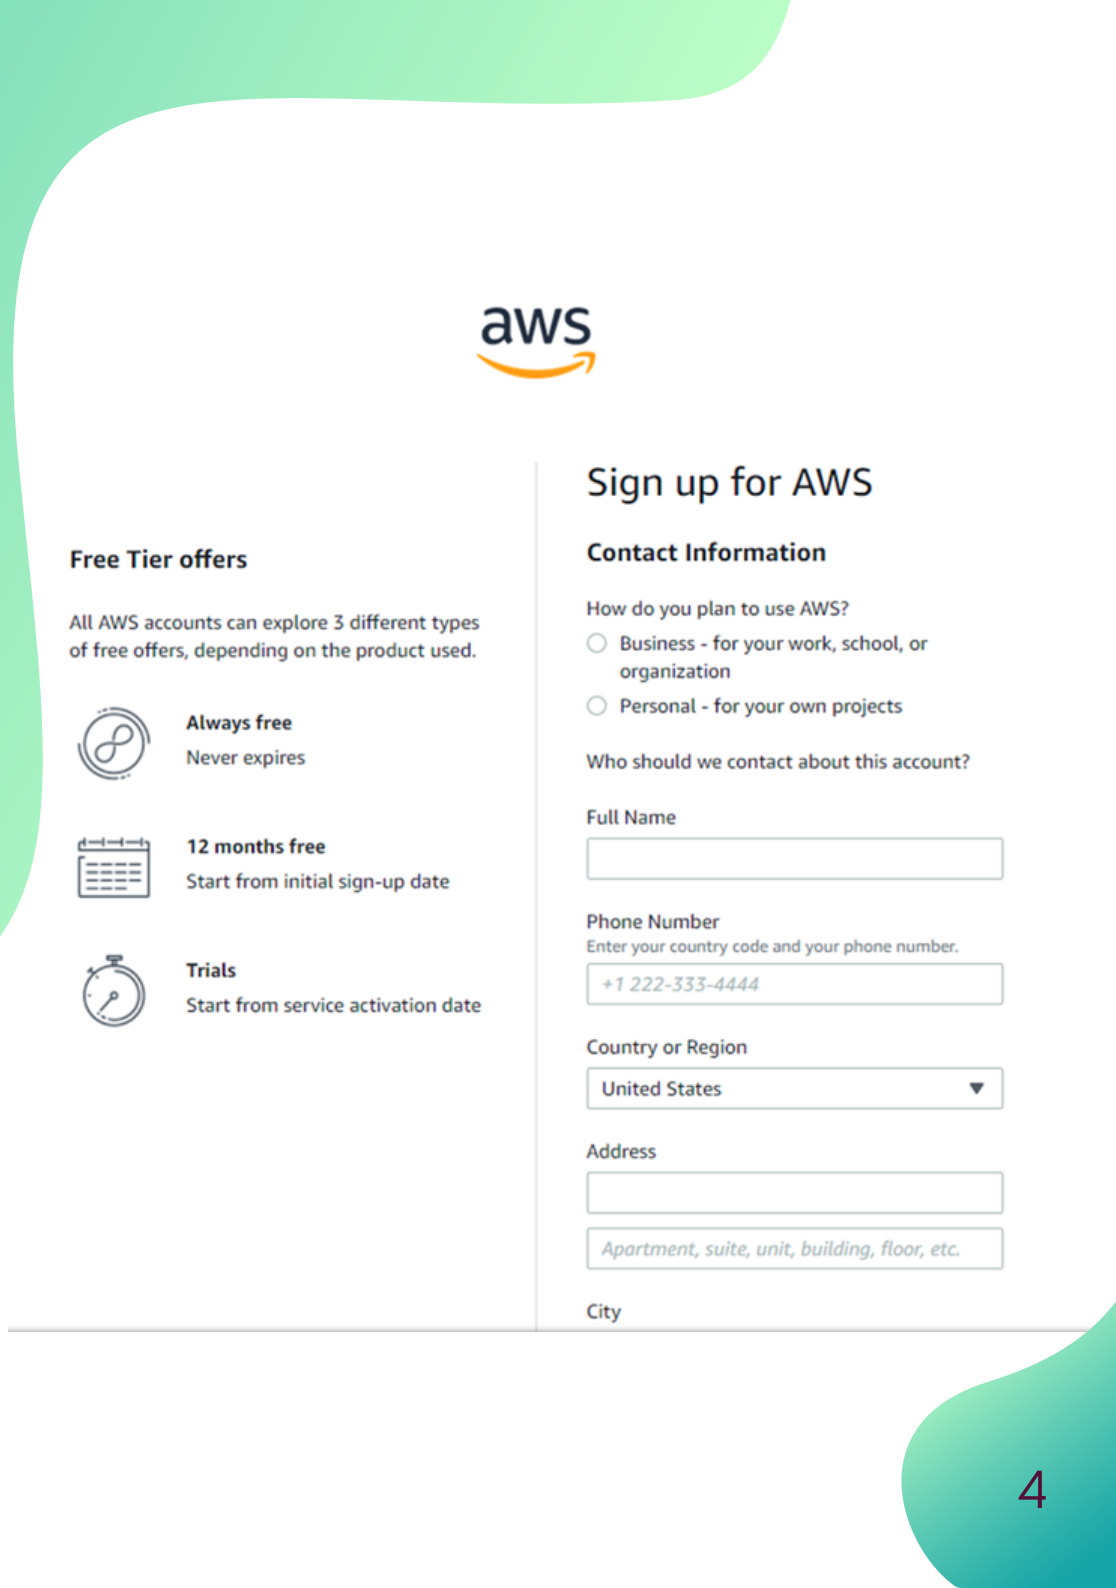 aws
Free Tier offers
All AWS accounts can explore 3 different types
of free offers, depending on the product used.
Always free
Never expires
12 months free
Start from initial sign-up date
Trials
Start from service activation date
Sign up for AWS
Contact Information
How do you plan to use AWS?
Business - for your work, school, or
organization
Personal - for your own projects
Who should we contact about this account?
Full Name
Phone Number
Enter your country code and your phone number.
+1 222-333-4444
Country or Region
United States
Address
Apartment, suite, unit, building, floor, etc.
City
4